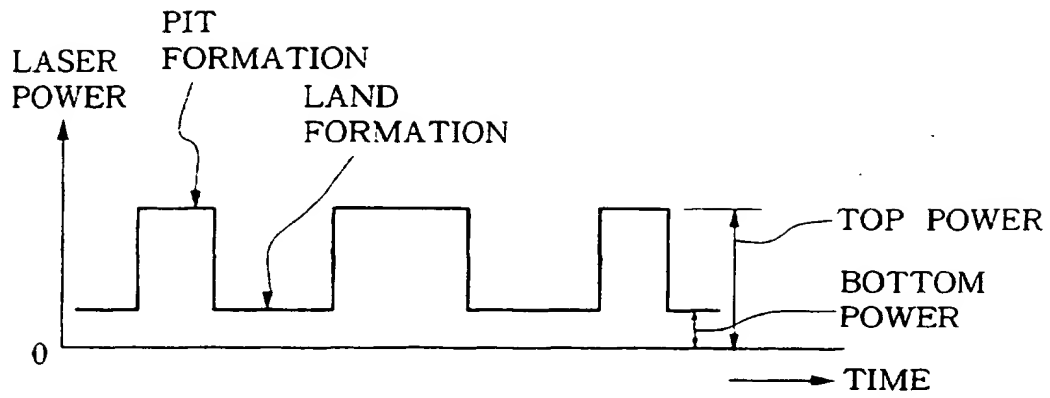 PIT
FORMATION
LASER
POWER
LAND
FORMATION
TOP POWER
BOTTOM
POWER
0
TIME